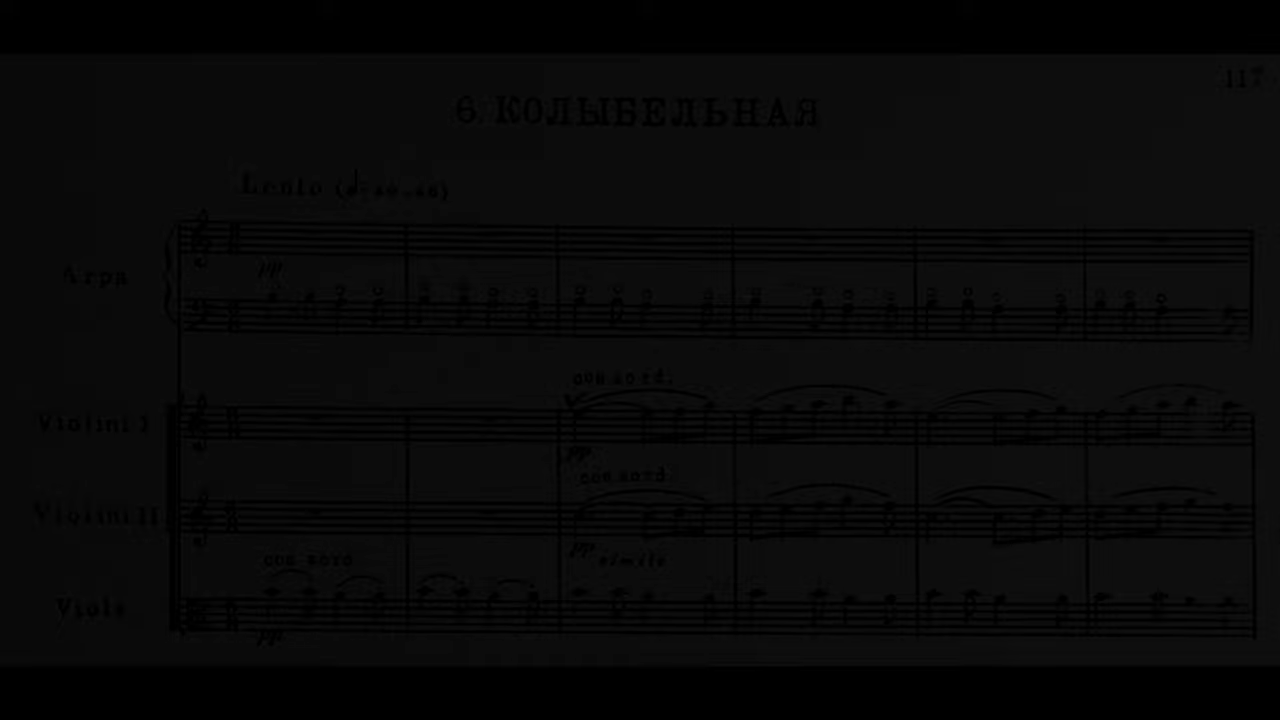 117
6. КОЛЫБЕЛЬНАЯ
Lento
Arpa
pp
con sord.
Violini I
pp
con sord.
Violini II
pp simile
con sord.
Viole
pp